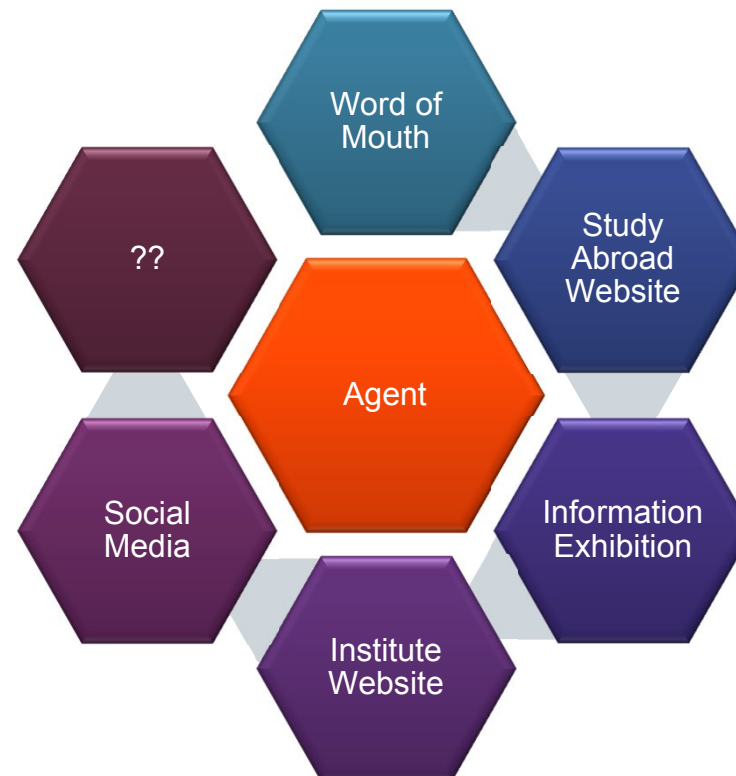 Word of
Mouth
Study
Abroad
Website
Information
Exhibition
Institute
Website
Social
Media
??
Agent